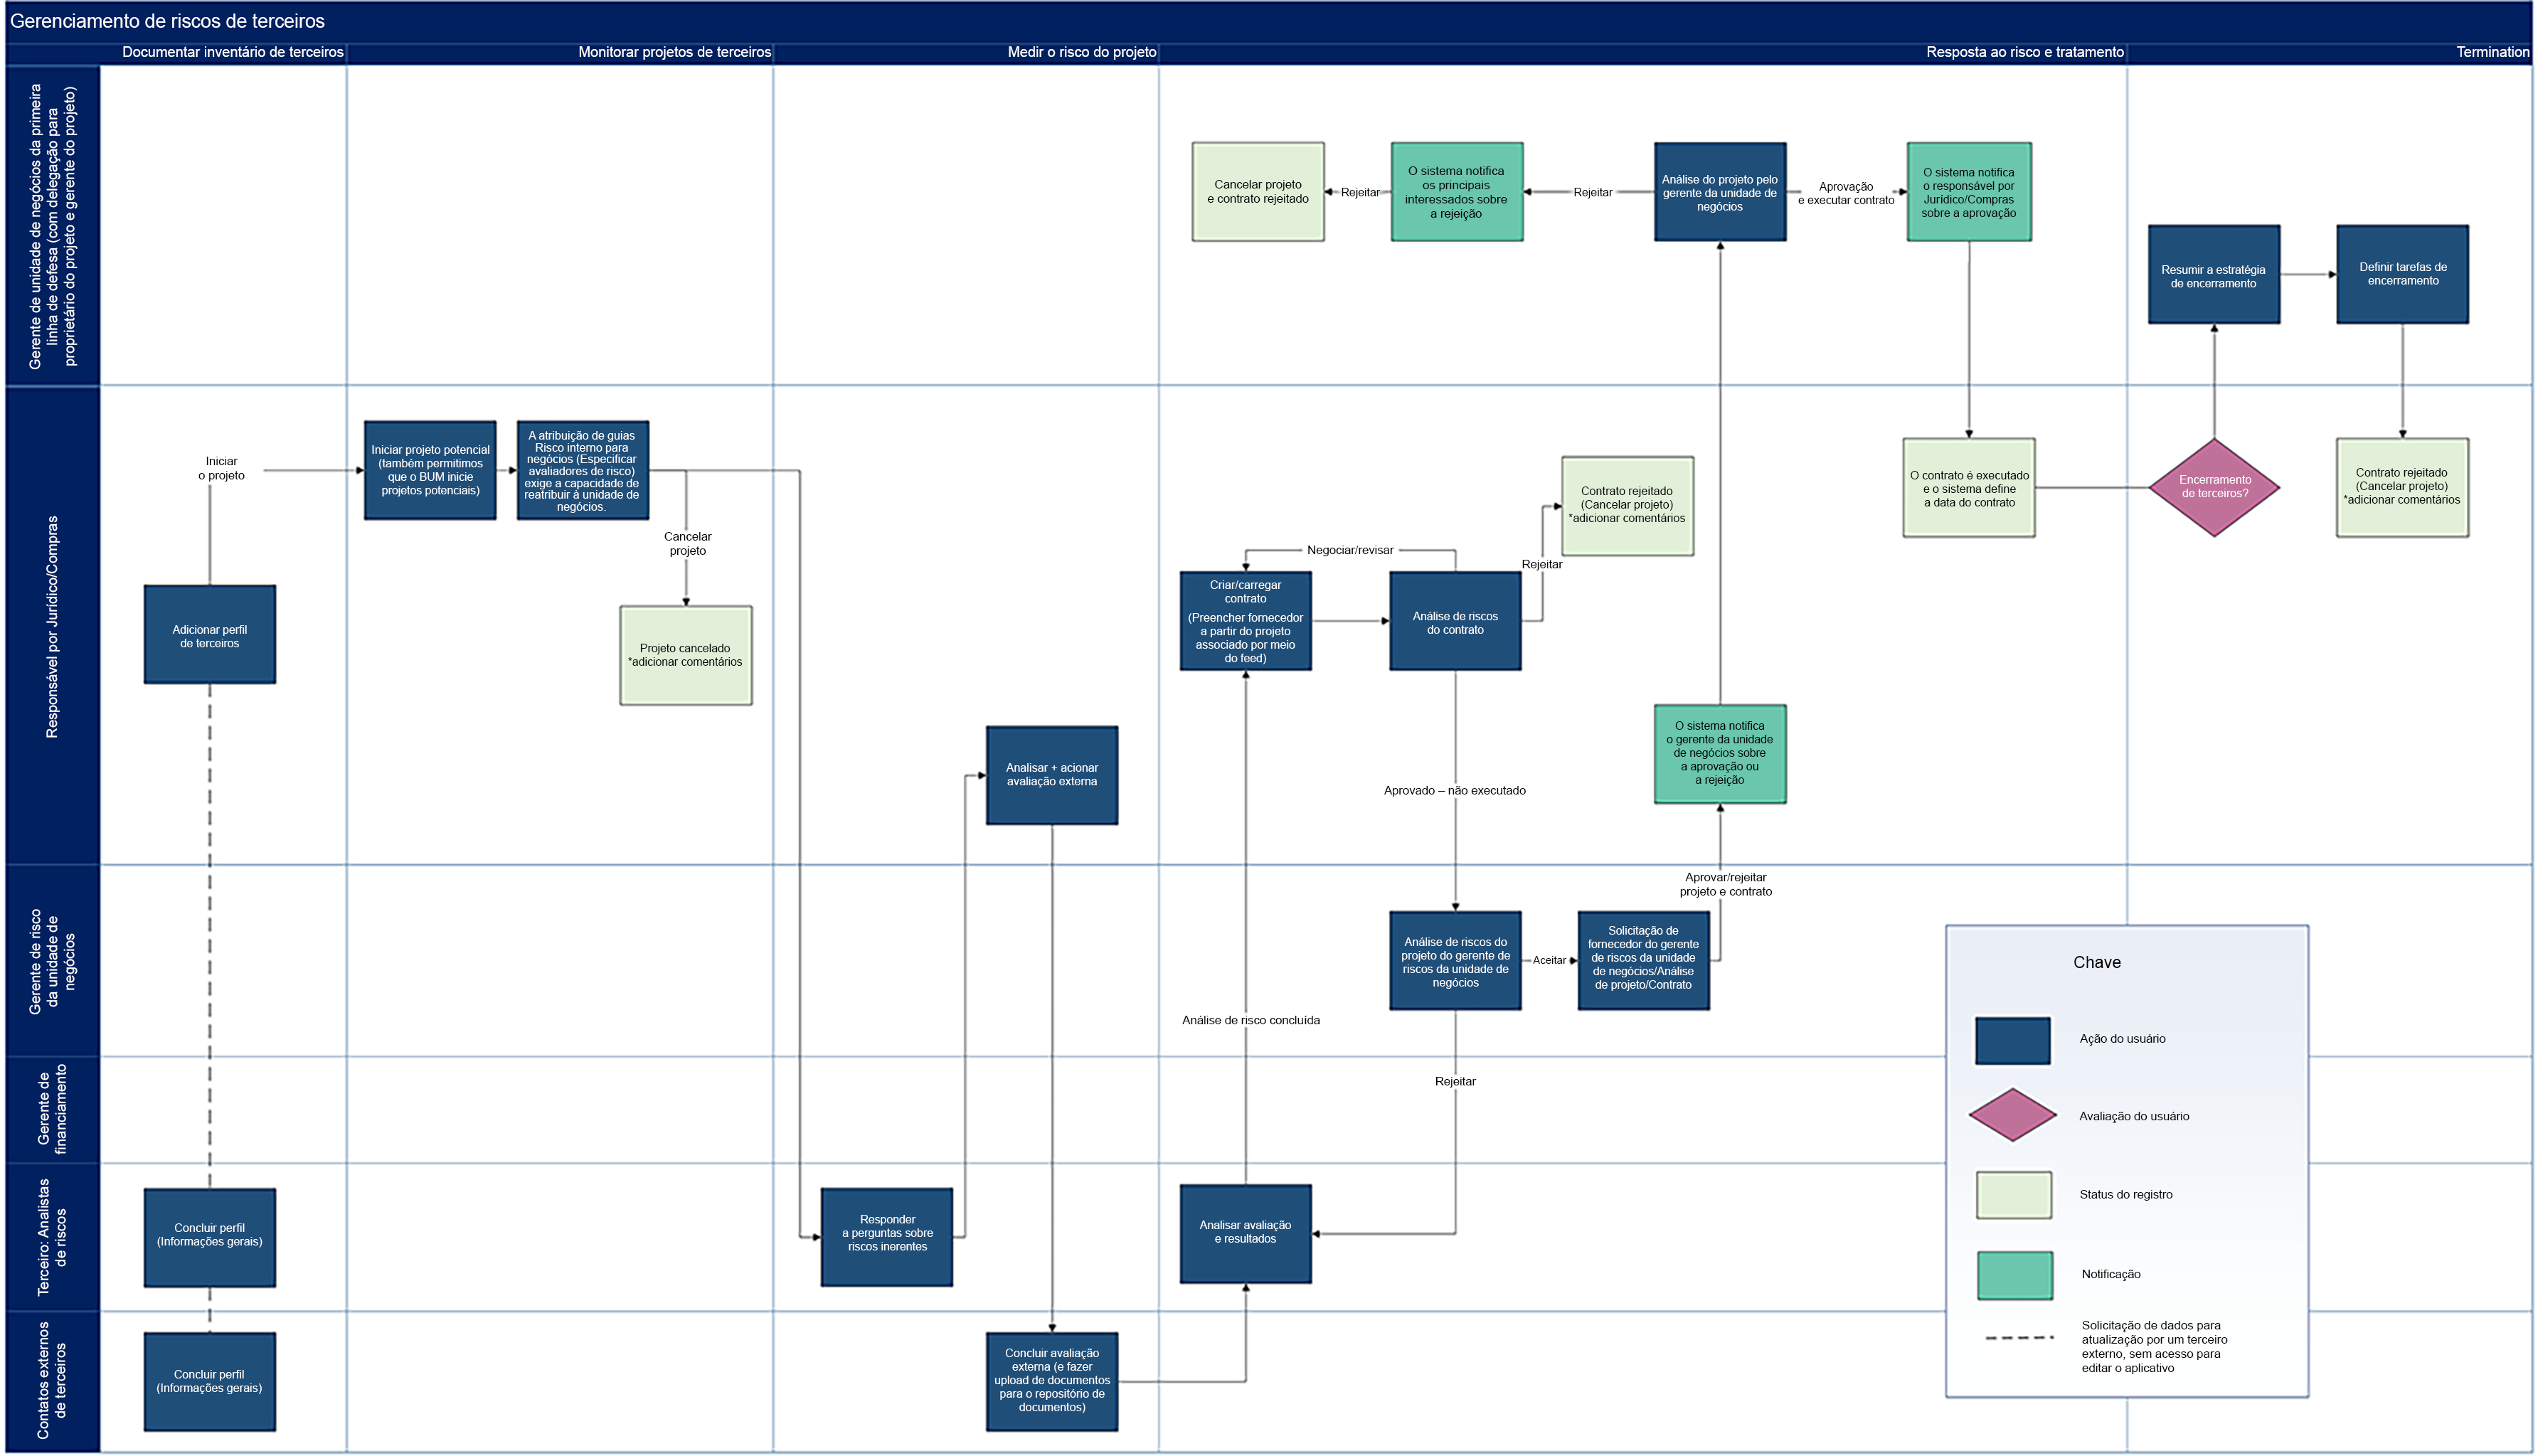 Gerenciamento de riscos de terceiros
Documentar inventário de terceiros
Monitorar projetos de terceiros
Medir o risco do projeto
Resposta ao risco e tratamento
Termination
Gerente de unidade de negócios da primeira
linha de defesa (com delegação para
proprietário do projeto e gerente do projeto)
Cancelar projeto
e contrato rejeitado
Rejeitar
O sistema notifica
os principais
interessados sobre
a rejeição
Rejeitar
Análise do projeto pelo
gerente da unidade de
negócios
Aprovação
e executar contrato
O sistema notifica
o responsável por
Jurídico/Compras
sobre a aprovação
Resumir a estratégia
de encerramento
Definir tarefas de
encerramento
Responsável por Jurídico/Compras
Iniciar
o projeto
Adicionar perfil
de terceiros
Iniciar projeto potencial
(também permitimos
que o BUM inicie
projetos potenciais)
A atribuição de guias
Risco interno para
negócios (Especificar
avaliadores de risco)
exige a capacidade de
reatribuir à unidade de
negócios.
Cancelar
projeto
Projeto cancelado
*adicionar comentários
Analisar + acionar
avaliação externa
Negociar/revisar
Criar/carregar
contrato
(Preencher fornecedor
a partir do projeto
associado por meio
do feed)
Análise de riscos
do contrato
Rejeitar
Contrato rejeitado
(Cancelar projeto)
*adicionar comentários
Aprovado – não executado
O sistema notifica
o gerente da unidade
de negócios sobre
a aprovação ou
a rejeição
O contrato é executado
e o sistema define
a data do contrato
Encerramento
de terceiros?
Contrato rejeitado
(Cancelar projeto)
*adicionar comentários
Gerente de risco
da unidade de
negócios
Análise de risco concluída
Análise de riscos do
projeto do gerente de
riscos da unidade de
negócios
Aceitar
Solicitação de
fornecedor do gerente
de riscos da unidade
de negócios/Análise
de projeto/Contrato
Aprovar/rejeitar
projeto e contrato
Gerente de
financiamento
Rejeitar
Terceiro: Analistas
de riscos
Concluir perfil
(Informações gerais)
Responder
a perguntas sobre
riscos inerentes
Analisar avaliação
e resultados
Contatos externos
de terceiros
Concluir perfil
(Informações gerais)
Concluir avaliação
externa (e fazer
upload de documentos
para o repositório de
documentos)
Chave
Ação do usuário
Avaliação do usuário
Status do registro
Notificação
Solicitação de dados para
atualização por um terceiro
externo, sem acesso para
editar o aplicativo